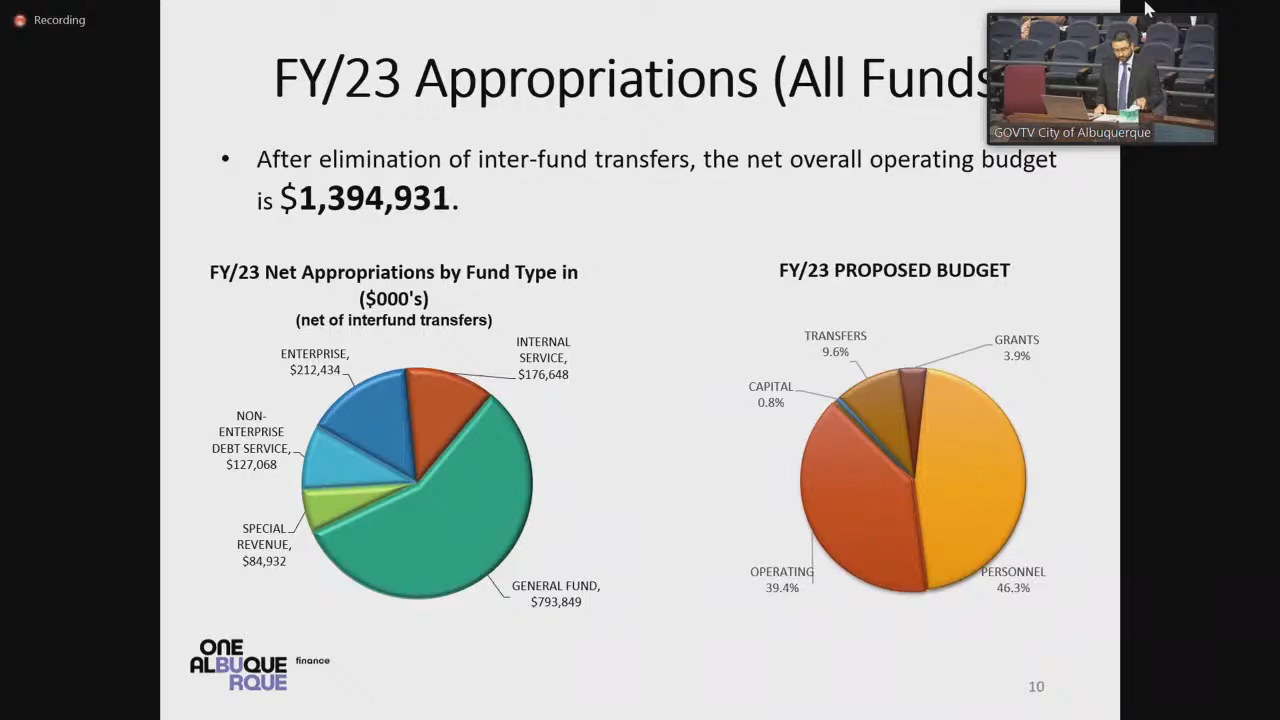 Recording
FY/23 Appropriations (All Funds
GOVTV City of Albuquerque
• After elimination of inter-fund transfers, the net overall operating budget
is $1,394,931.
FY/23 Net Appropriations by Fund Type in
($000's)
(net of interfund transfers)
INTERNAL
SERVICE,
$176,648
ENTERPRISE,
$212,434
NON-
ENTERPRISE
DEBT SERVICE,
$127,068
SPECIAL
REVENUE,
$84,932
GENERAL FUND,
$793,849
FY/23 PROPOSED BUDGET
TRANSFERS
9.6%
GRANTS
3.9%
CAPITAL
0.8%
OPERATING
39.4%
PERSONNEL
46.3%
ONE
ALBUQUE
RQUE
finance
10